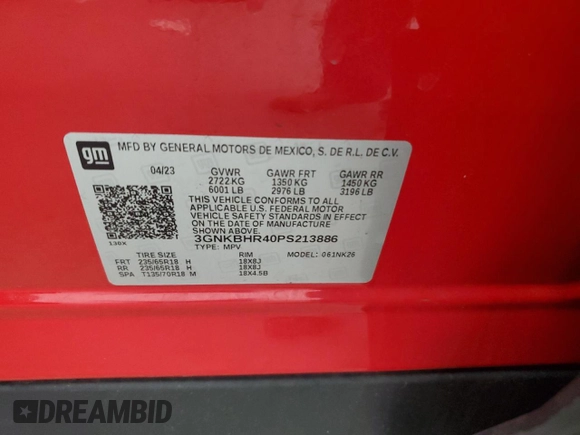 gm MFD BY GENERAL MOTORS DE MEXICO, S. DE R.L. DE C.V.
04/23 GVWR GAWR FRT GAWR RR
2722 KG 1350 KG 1450 KG
6001 LB 2976 LB 3196 LB
THIS VEHICLE CONFORMS TO ALL
APPLICABLE U.S. FEDERAL MOTOR
VEHICLE SAFETY STANDARDS IN
EFFECT ON THE DATE OF MANUFACTURE
SHOWN ABOVE.
3GNKBHR40PS213886
TYPE: MPV MODEL: 061NK26
TIRE SIZE RIM
FRT 235/65R18 H 18X8J
RR 235/65R18 H 18X8J
SPA T135/70R18 M 18X4.5B
DREAMBID